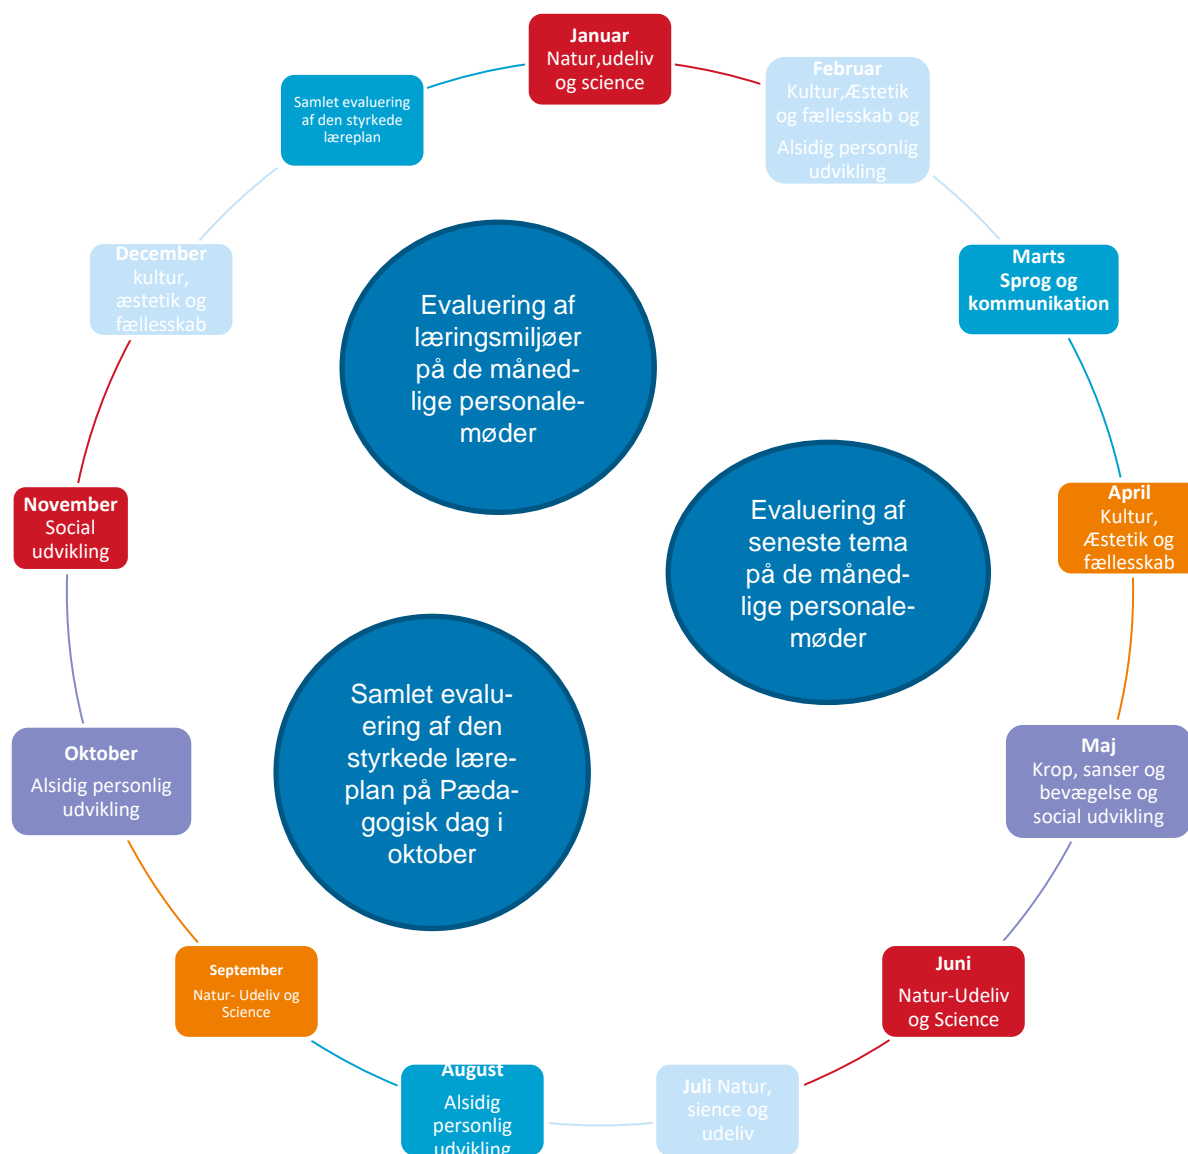 Januar
Natur,udeliv
og science
Februar
Kultur,Æstetik
og fællesskab og
Alsidig personlig
udvikling
Marts
Sprog og
kommunikation
April
Kultur,
Æstetik og
fællesskab
Maj
Krop, sanser og
bevægelse og
social udvikling
Juni
Natur-Udeliv
og Science
Juli Natur,
sience og
udeliv
August
Alsidig
personlig
udvikling
September
Natur- Udeliv og
Science
Oktober
Alsidig personlig
udvikling
November
Social
udvikling
December
kultur,
æstetik og
fællesskab
Samlet evaluering
af den styrkede
læreplan
Evaluering af
læringsmiljøer
på de måned-
lige personale-
møder
Evaluering af
seneste tema
på de måned-
lige personale-
møder
Samlet evalu-
ering af den
styrkede lære-
plan på Pæda-
gogisk dag i
oktober